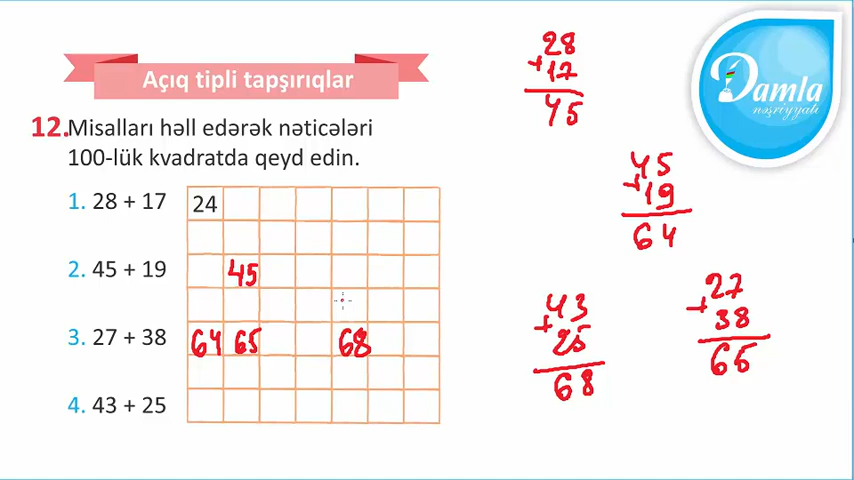 Açıq tipli tapşırıqlar
12. Misalları həll edərək nəticələri
100-lük kvadratda qeyd edin.
1. 28 + 17
24
2. 45 + 19
45
3. 27 + 38
64 65 68
4. 43 + 25
28
+17
45
45
+19
64
43
+25
68
27
+38
65
Damla
nəşriyyatı